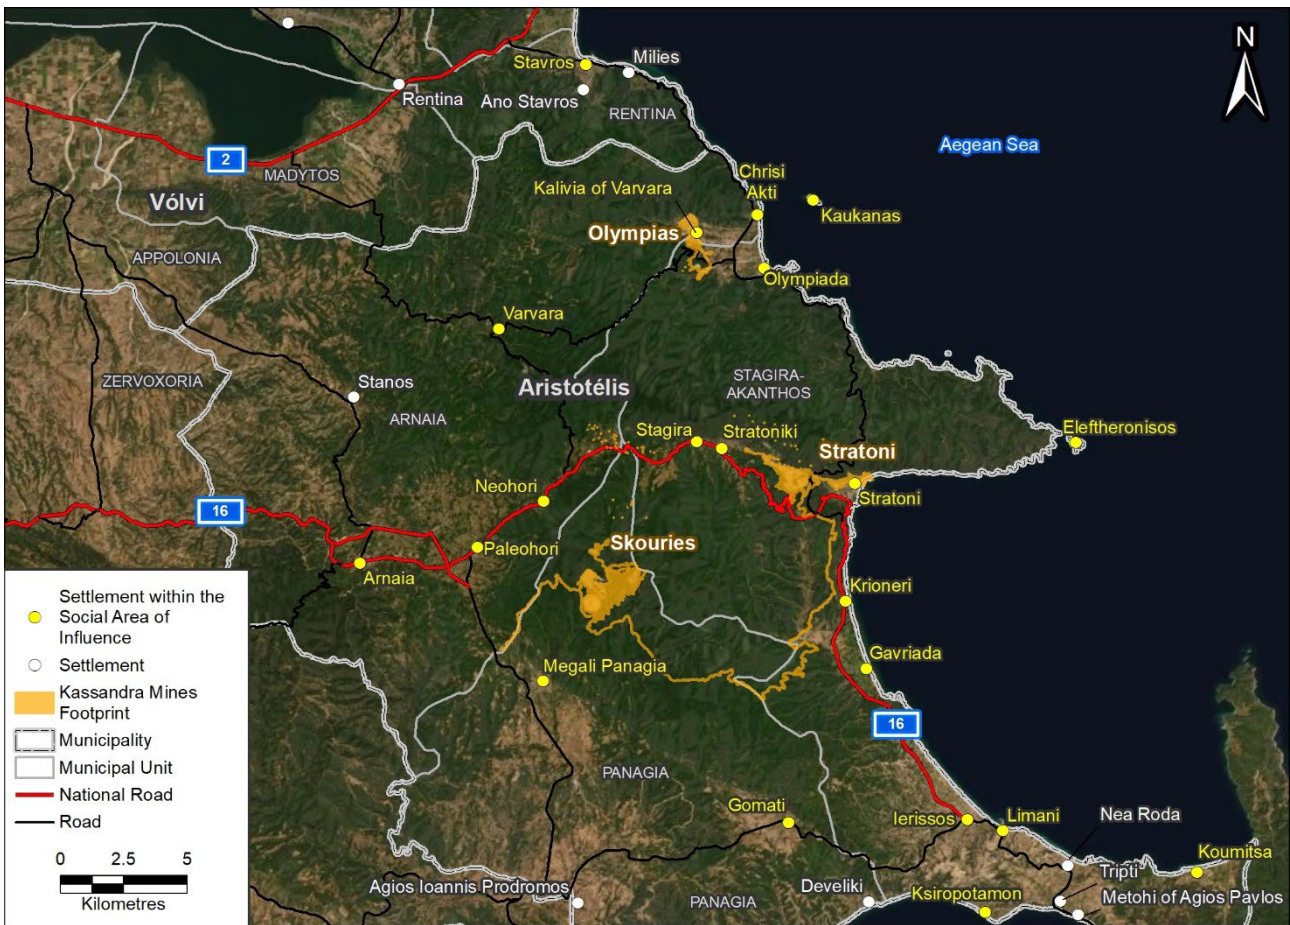 N
Stavros
Milies
Rentina
Ano Stavros
RENTINA
Aegean Sea
2
MADYTOS
Chrisi
Akti
Kalivia of Varvara
Vólvi
Kaukanas
Olympias
APPOLONIA
Olympiada
Varvara
ZERVOXORIA
Stanos
Aristotélis
STAGIRA-
AKANTHOS
ARNAIA
Stagira
Stratoniki
Eleftheronisos
Stratoni
Neohori
Stratoni
16
Skouries
Paleohori
Arnaia
Krioneri
Gavriada
Megali Panagia
16
PANAGIA
Gomati
Ierissos
Limani
Nea Roda
Koumitsa
Tripti
Agios Ioannis Prodromos
Develiki
Ksiropotamon
Metohi of Agios Pavlos
PANAGIA
Settlement within the
Social Area of
Influence
Settlement
Kassandra Mines
Footprint
Municipality
Municipal Unit
National Road
Road
0 2.5 5
Kilometres